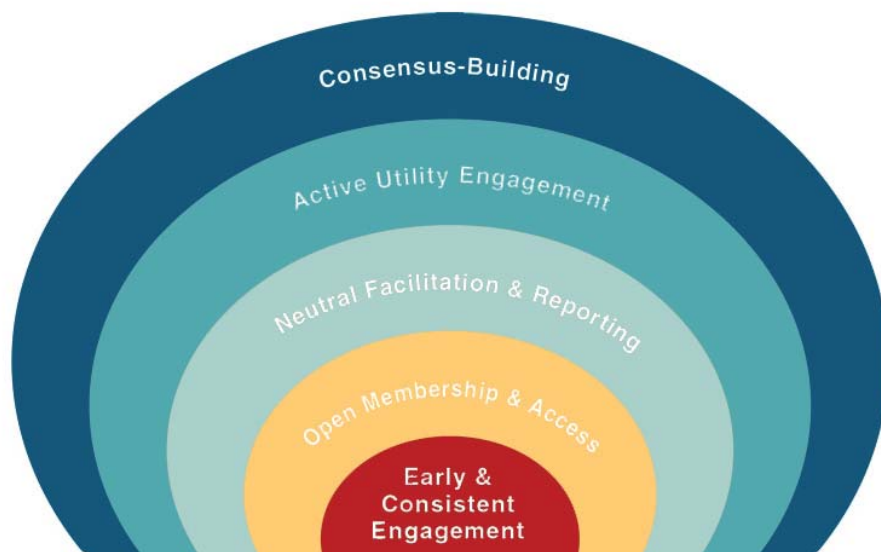 Consensus-Building
Active Utility Engagement
Neutral Facilitation & Reporting
Open Membership & Access
Early &
Consistent
Engagement